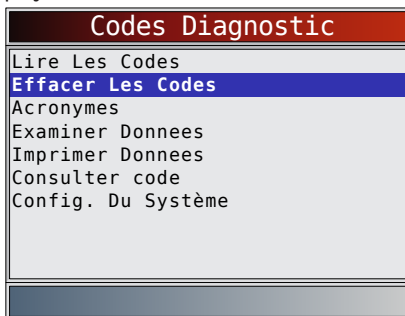 Codes Diagnostic
Lire Les Codes
Effacer Les Codes
Acronymes
Examiner Donnees
Imprimer Donnees
Consulter code
Config. Du Système